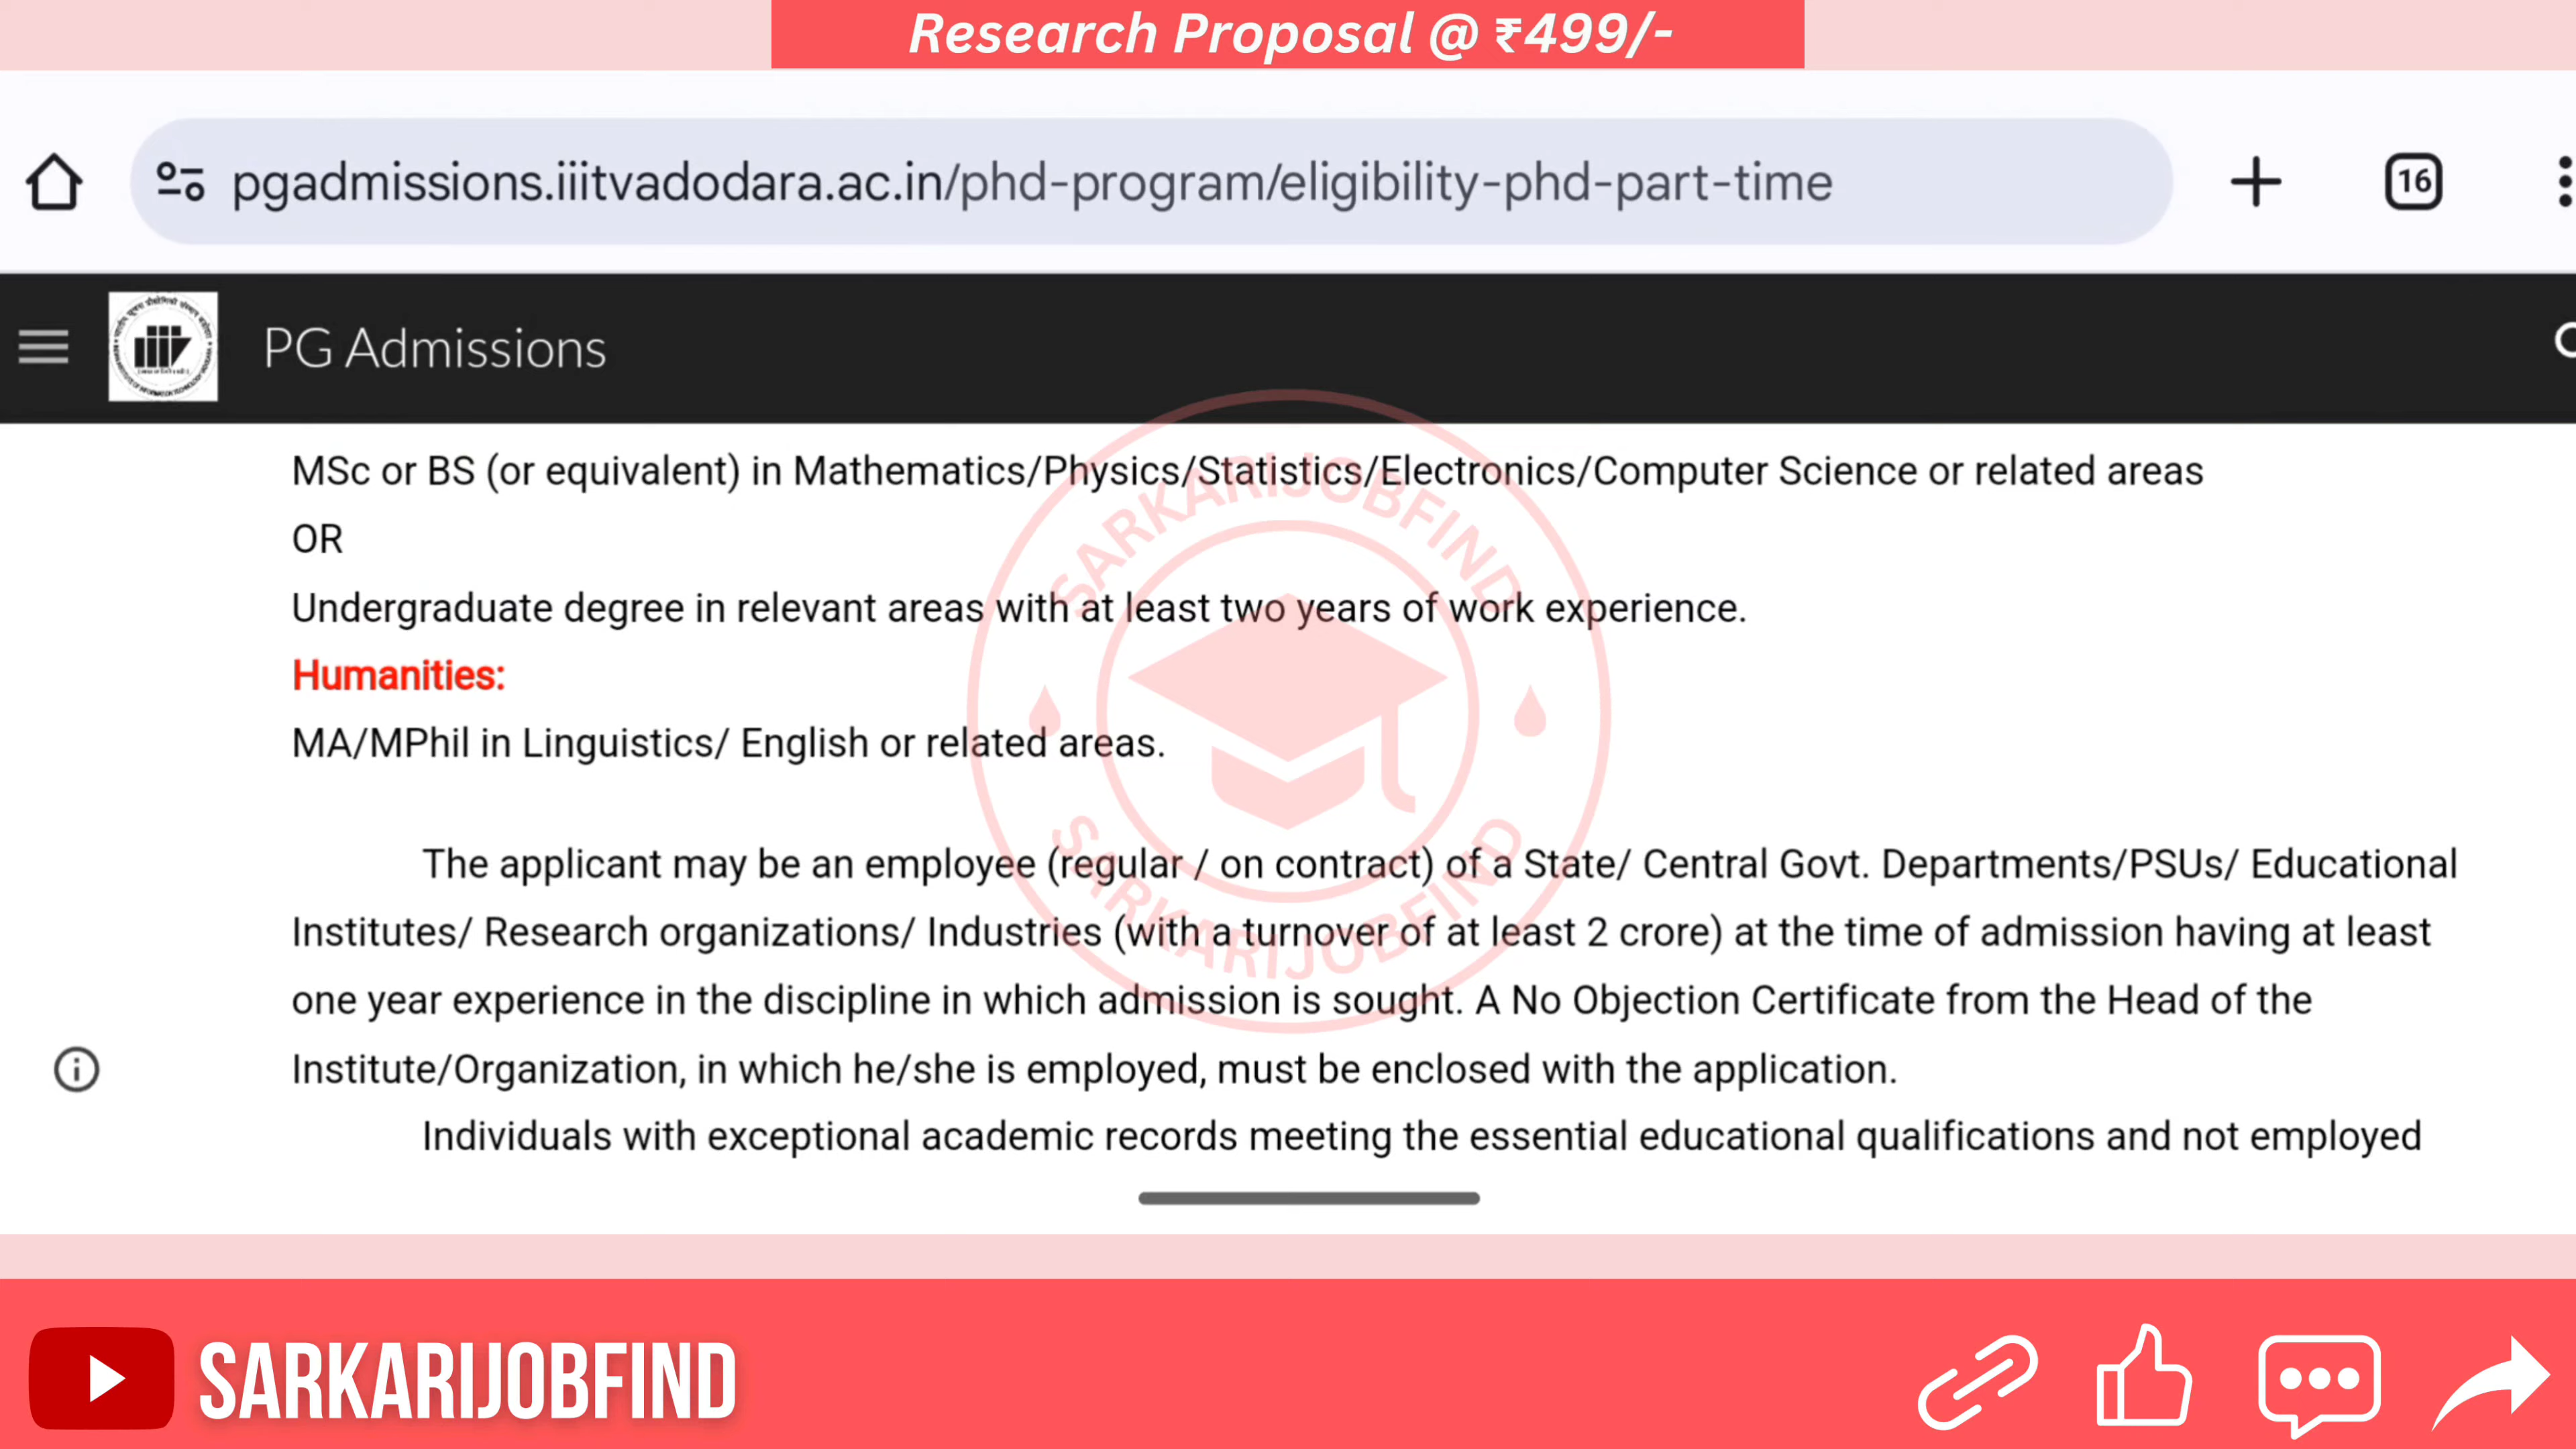 Research Proposal @ ₹499/-
pgadmissions.iiitvadodara.ac.in/phd-program/eligibility-phd-part-time
16
PG Admissions
MSc or BS (or equivalent) in Mathematics/Physics/Statistics/Electronics/Computer Science or related areas
OR
Undergraduate degree in relevant areas with at least two years of work experience.
Humanities:
MA/MPhil in Linguistics/ English or related areas.
The applicant may be an employee (regular / on contract) of a State/ Central Govt. Departments/PSUs/ Educational
Institutes/ Research organizations/ Industries (with a turnover of at least 2 crore) at the time of admission having at least
one year experience in the discipline in which admission is sought. A No Objection Certificate from the Head of the
Institute/Organization, in which he/she is employed, must be enclosed with the application.
Individuals with exceptional academic records meeting the essential educational qualifications and not employed
SARKARIJOBFIND
SARKARIJOBFIND
SARKARIJOBFIND